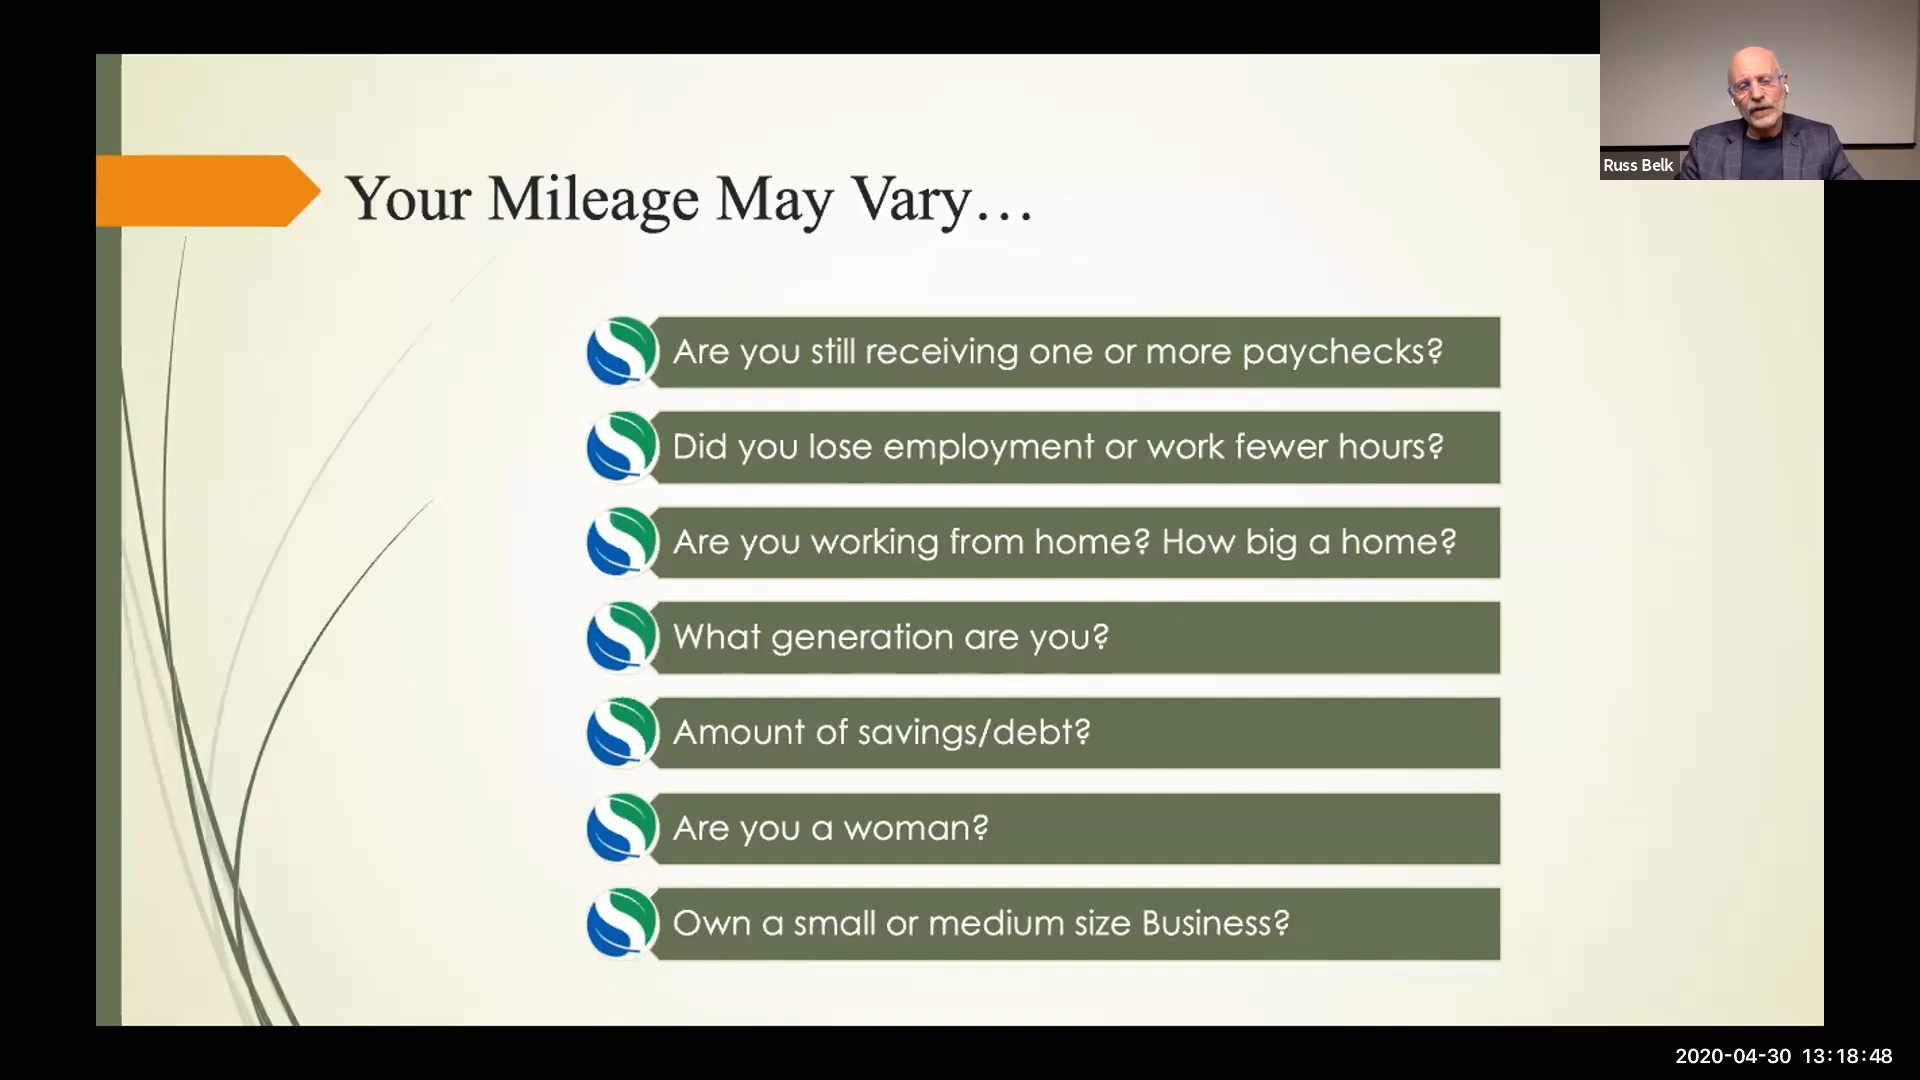 Russ Belk
Your Mileage May Vary…
Are you still receiving one or more paychecks?
Did you lose employment or work fewer hours?
Are you working from home? How big a home?
What generation are you?
Amount of savings/debt?
Are you a woman?
Own a small or medium size Business?
2020-04-30 13:18:48